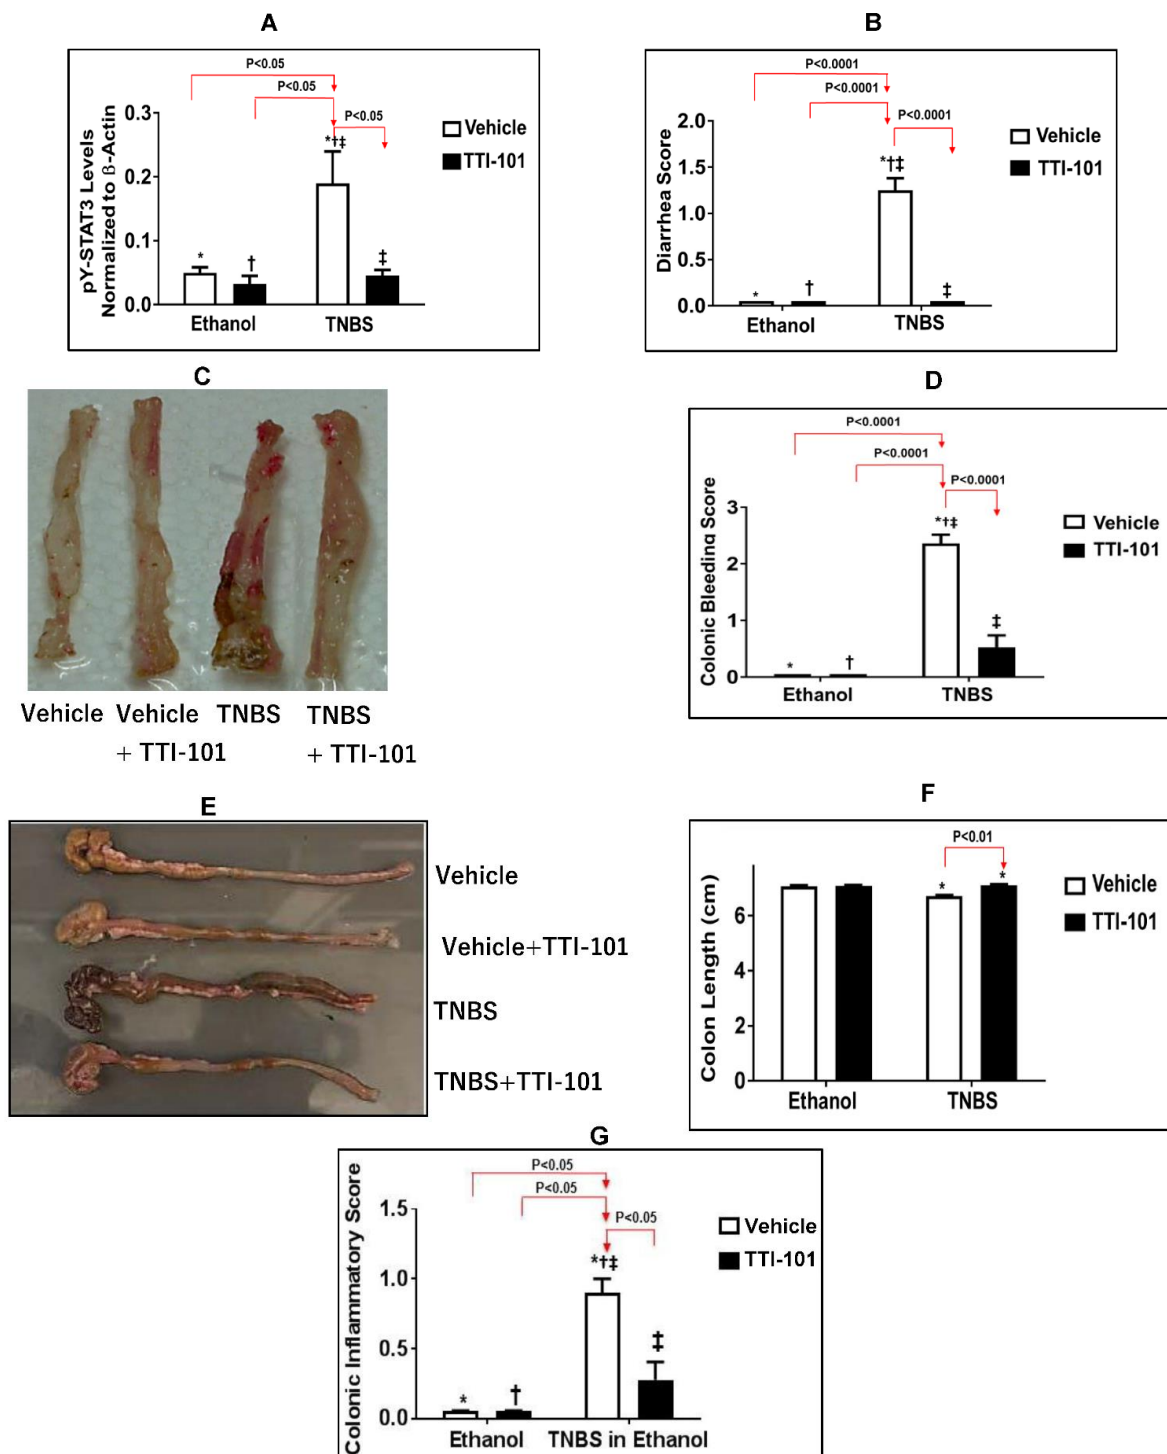 A
P<0.05
P<0.05
P<0.05
pY-STAT3 Levels
Normalized to β-Actin
0.3
0.2
0.1
0.0
*†‡
*
†
‡
Ethanol
TNBS
Vehicle
TTI-101
B
P<0.0001
P<0.0001
P<0.0001
Diarrhea Score
2.0
1.5
1.0
0.5
0.0
*†‡
*
†
‡
Ethanol
TNBS
Vehicle
TTI-101
C
Vehicle
Vehicle
+ TTI-101
TNBS
TNBS
+ TTI-101
D
P<0.0001
P<0.0001
P<0.0001
Colonic Bleeding Score
3
2
1
0
*†‡
*
†
‡
Ethanol
TNBS
Vehicle
TTI-101
E
Vehicle
Vehicle+TTI-101
TNBS
TNBS+TTI-101
F
P<0.01
Colon Length (cm)
6
4
2
0
*
*
Ethanol
TNBS
Vehicle
TTI-101
G
P<0.05
P<0.05
P<0.05
Colonic Inflammatory Score
1.5
1.0
0.5
0.0
*†‡
*
†
‡
Ethanol
TNBS in Ethanol
Vehicle
TTI-101